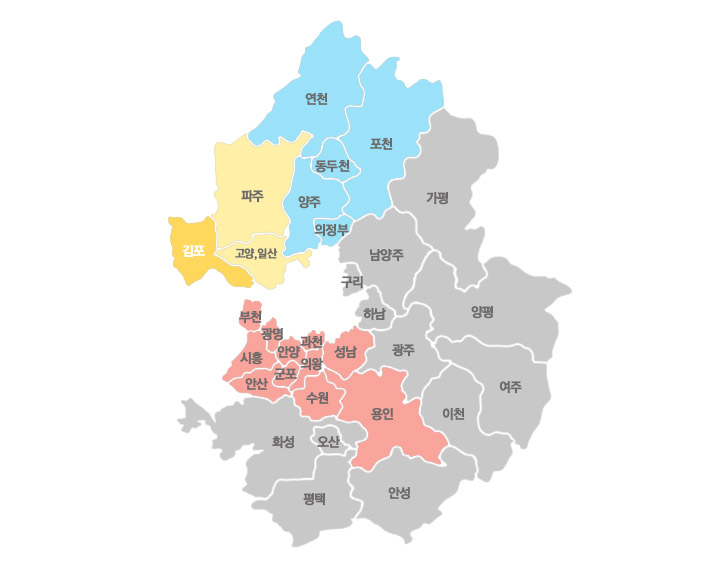 연천
포천
동두천
파주
가평
양주
의정부
김포
고양,일산
남양주
구리
양평
하남
부천
광명
과천
안양
성남
광주
시흥
의왕
군포
안산
여주
수원
용인
이천
화성
오산
안성
평택